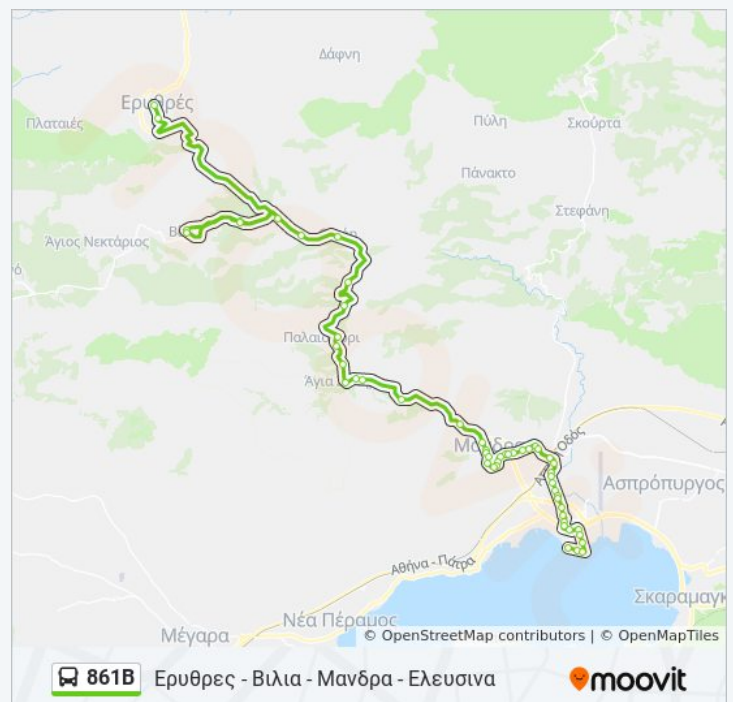 Δάφνη
Ερυθρές
Πλαταιές
Πύλη
Σκούρτα
Πάνακτο
Στεφάνη
Άγιος Νεκτάριος
Άγια
Ασπρόπυργος
Αθήνα - Πάτρα
Σκαραμαγκ
Νέα Πέραμος
Μέγαρα
© OpenStreetMap contributors | © OpenMapTiles
861B Ερυθρες - Βιλια - Μανδρα - Ελευσινα moovit